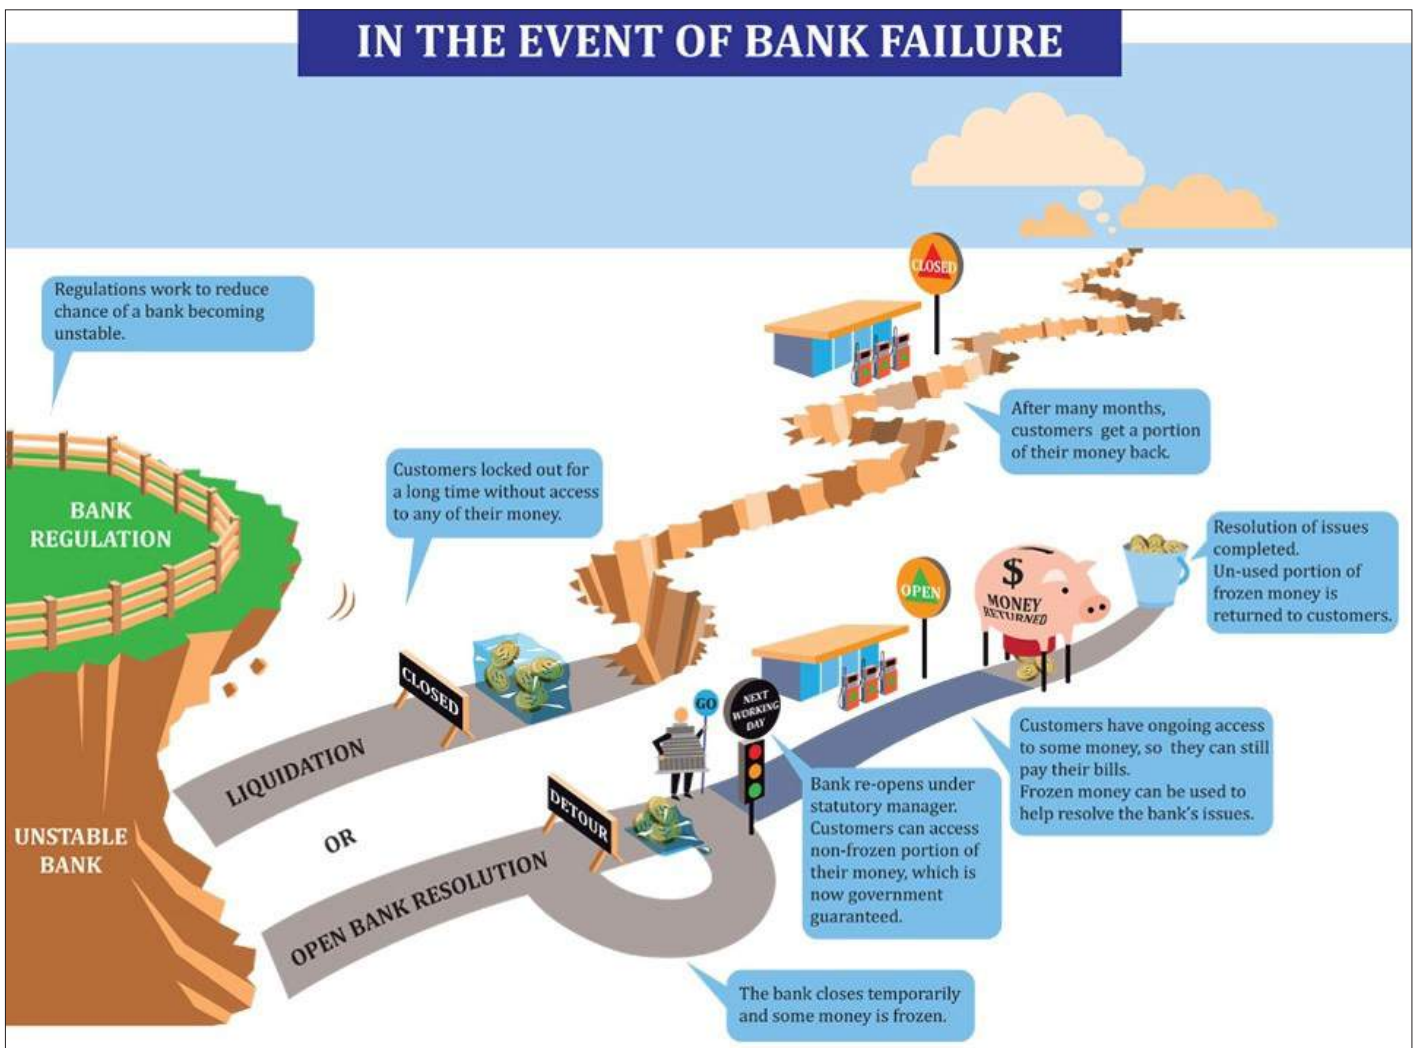 IN THE EVENT OF BANK FAILURE
CLOSED
Regulations work to reduce
chance of a bank becoming
unstable.
After many months,
customers get a portion
of their money back.
Customers locked out for
a long time without access
to any of their money.
BANK
REGULATION
Resolution of issues
completed.
Un-used portion of
frozen money is
returned to customers.
OPEN
$
MONEY
RETURNED
CLOSED
GO
NEXT
WORKING
DAY
LIQUIDATION
Customers have ongoing access
to some money, so they can still
pay their bills.
Frozen money can be used to
help resolve the bank's issues.
Bank re-opens under
statutory manager.
Customers can access
non-frozen portion of
their money, which is
now government
guaranteed.
DETOUR
OR
UNSTABLE
BANK
OPEN BANK RESOLUTION
The bank closes temporarily
and some money is frozen.